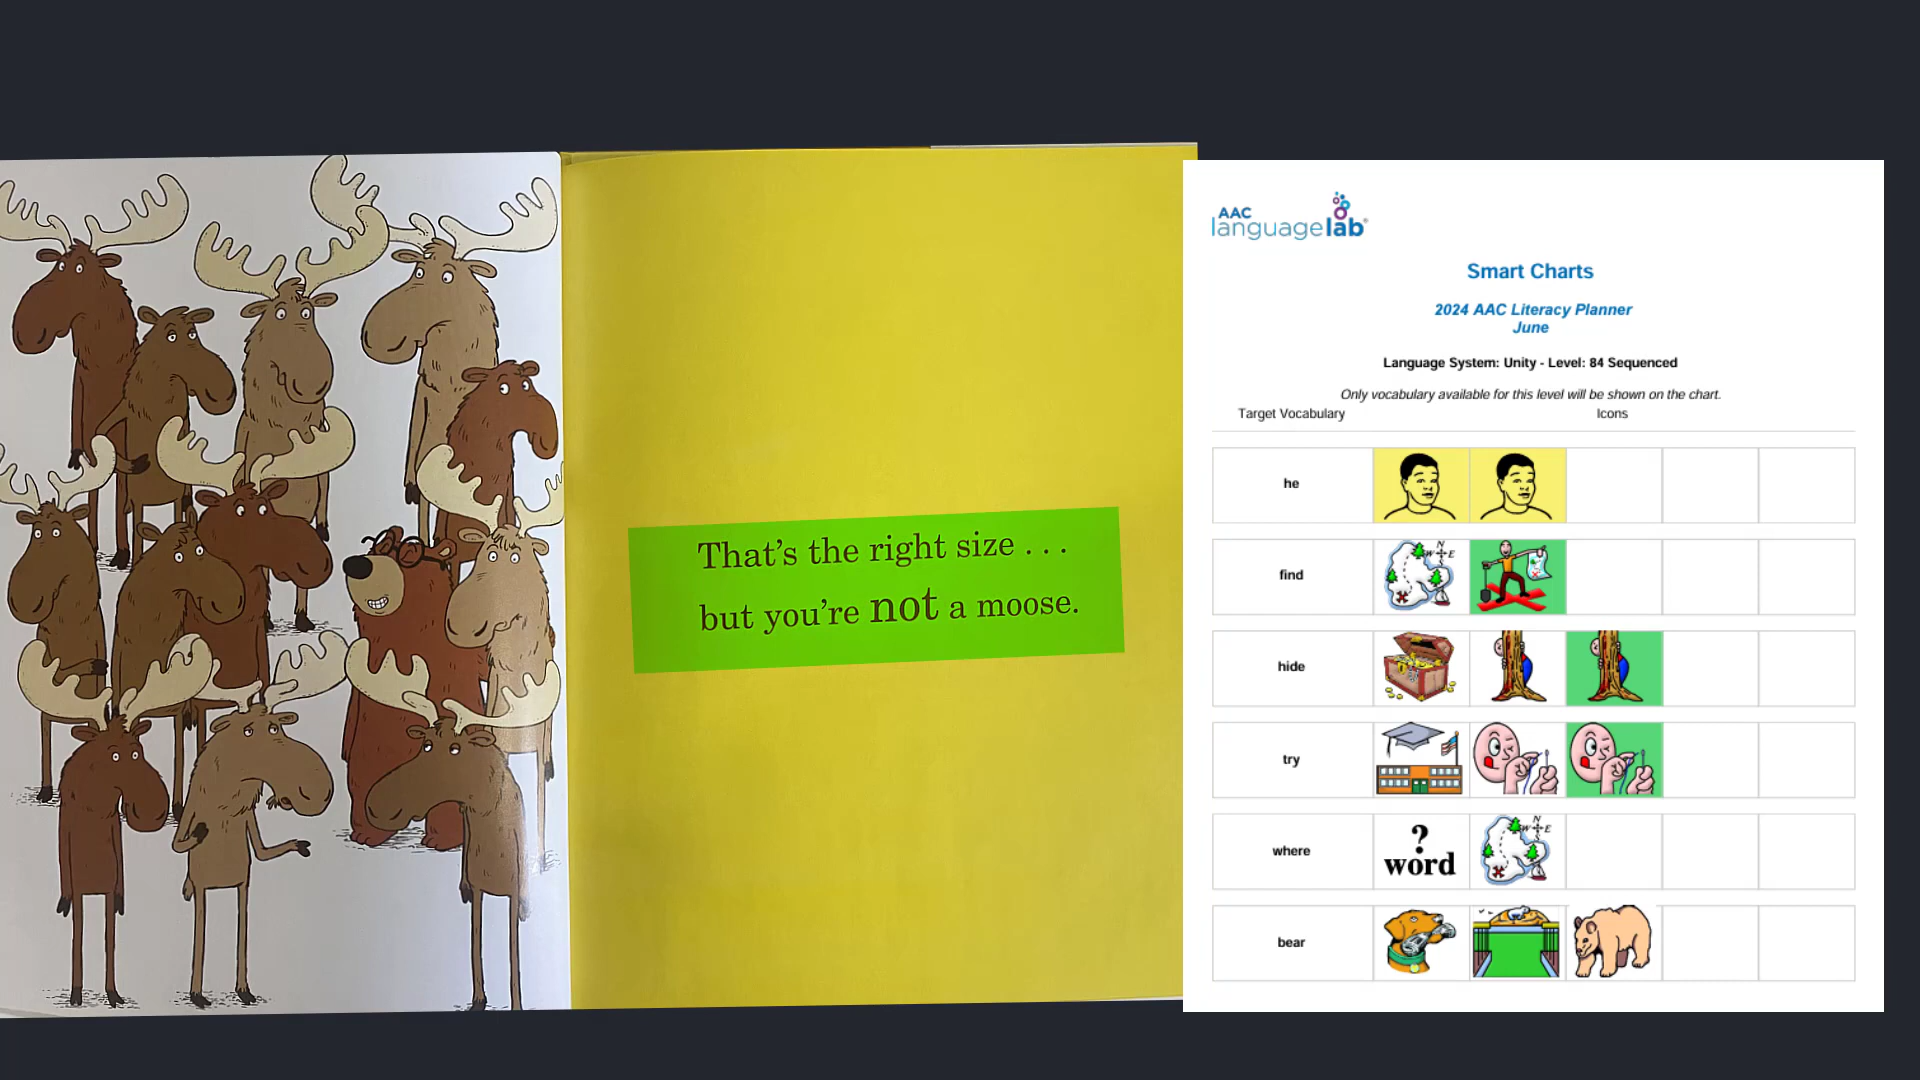 That's the right size . . .
but you're not a moose.
AAC
languagelab
Smart Charts
2024 AAC Literacy Planner
June
Language System: Unity - Level: 84 Sequenced
Only vocabulary available for this level will be shown on the chart.
Target Vocabulary Icons
he
find
N
W E
hide
try
where
?
word
N
W E
S
bear